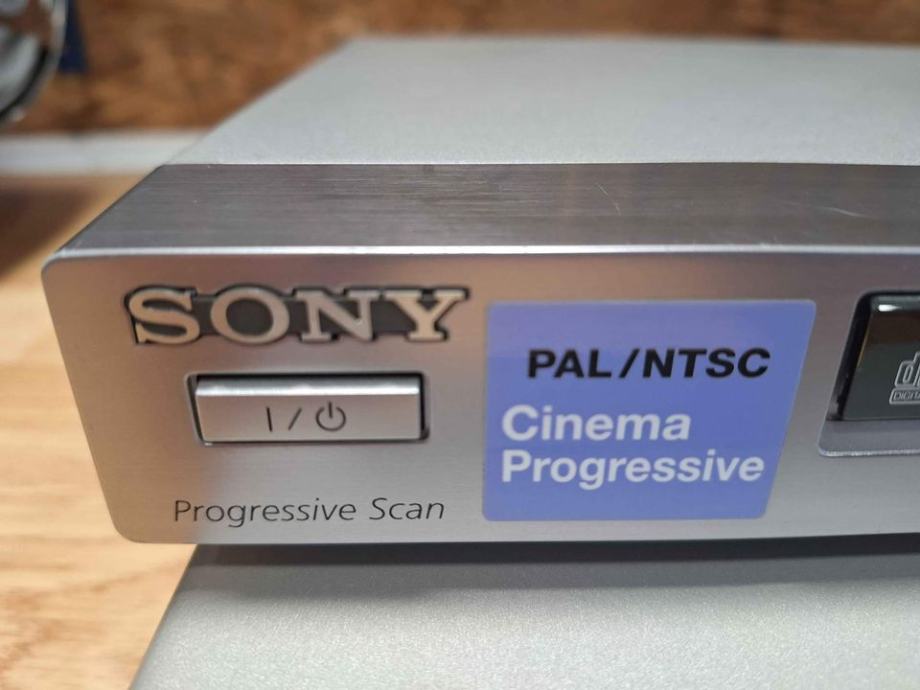 SONY
I / ⏻
Progressive Scan
PAL/NTSC
Cinema
Progressive